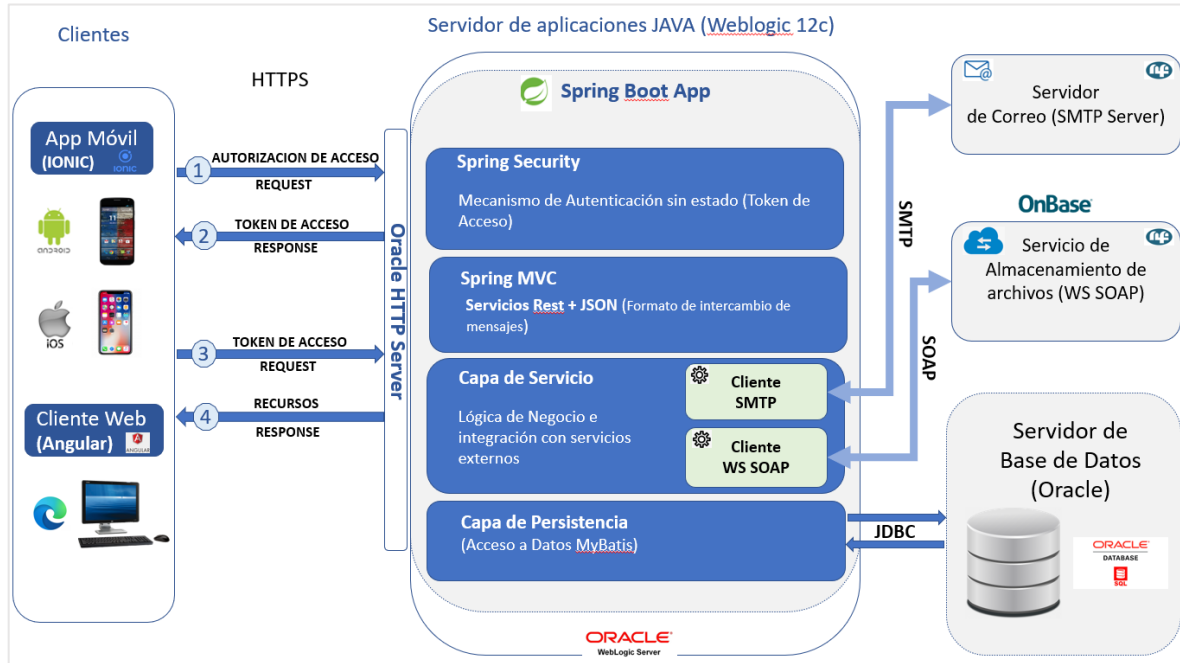 Clientes
Servidor de aplicaciones JAVA (Weblogic 12c)
HTTPS
App Móvil
(IONIC)
IONIC
ANDROID
iOS
Cliente Web
(Angular)
ANGULAR
1
AUTORIZACION DE ACCESO
REQUEST
2
TOKEN DE ACCESO
RESPONSE
3
TOKEN DE ACCESO
REQUEST
4
RECURSOS
RESPONSE
Oracle HTTP Server
Spring Boot App
Spring Security
Mecanismo de Autenticación sin estado (Token de
Acceso)
Spring MVC
Servicios Rest + JSON (Formato de intercambio de
mensajes)
Capa de Servicio
Lógica de Negocio e
integración con servicios
externos
Cliente
SMTP
Cliente
WS SOAP
Capa de Persistencia
(Acceso a Datos MyBatis)
ORACLE
WebLogic Server
SMTP
SOAP
JDBC
Servidor
de Correo (SMTP Server)
OnBase
Servicio de
Almacenamiento de
archivos (WS SOAP)
Servidor de
Base de Datos
(Oracle)
ORACLE
DATABASE
SQL